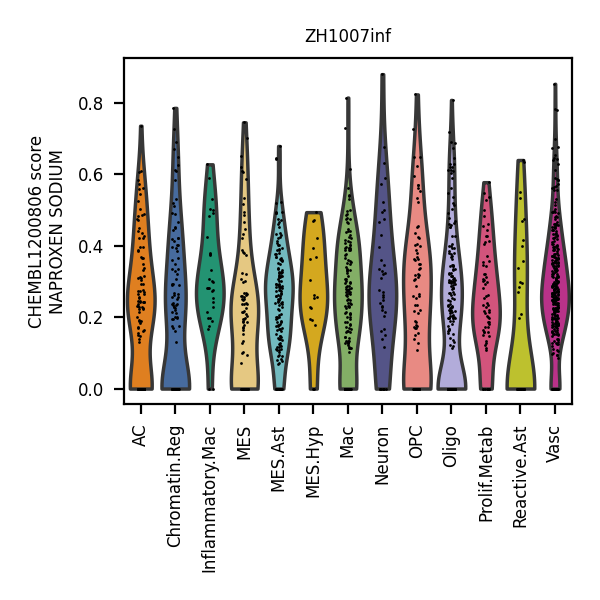 ZH1007inf
CHEMBL1200806 score
NAPROXEN SODIUM
0.8
0.6
0.4
0.2
0.0
AC
Chromatin.Reg
Inflammatory.Mac
MES
MES.Ast
MES.Hyp
Mac
Neuron
OPC
Oligo
Prolif.Metab
Reactive.Ast
Vasc